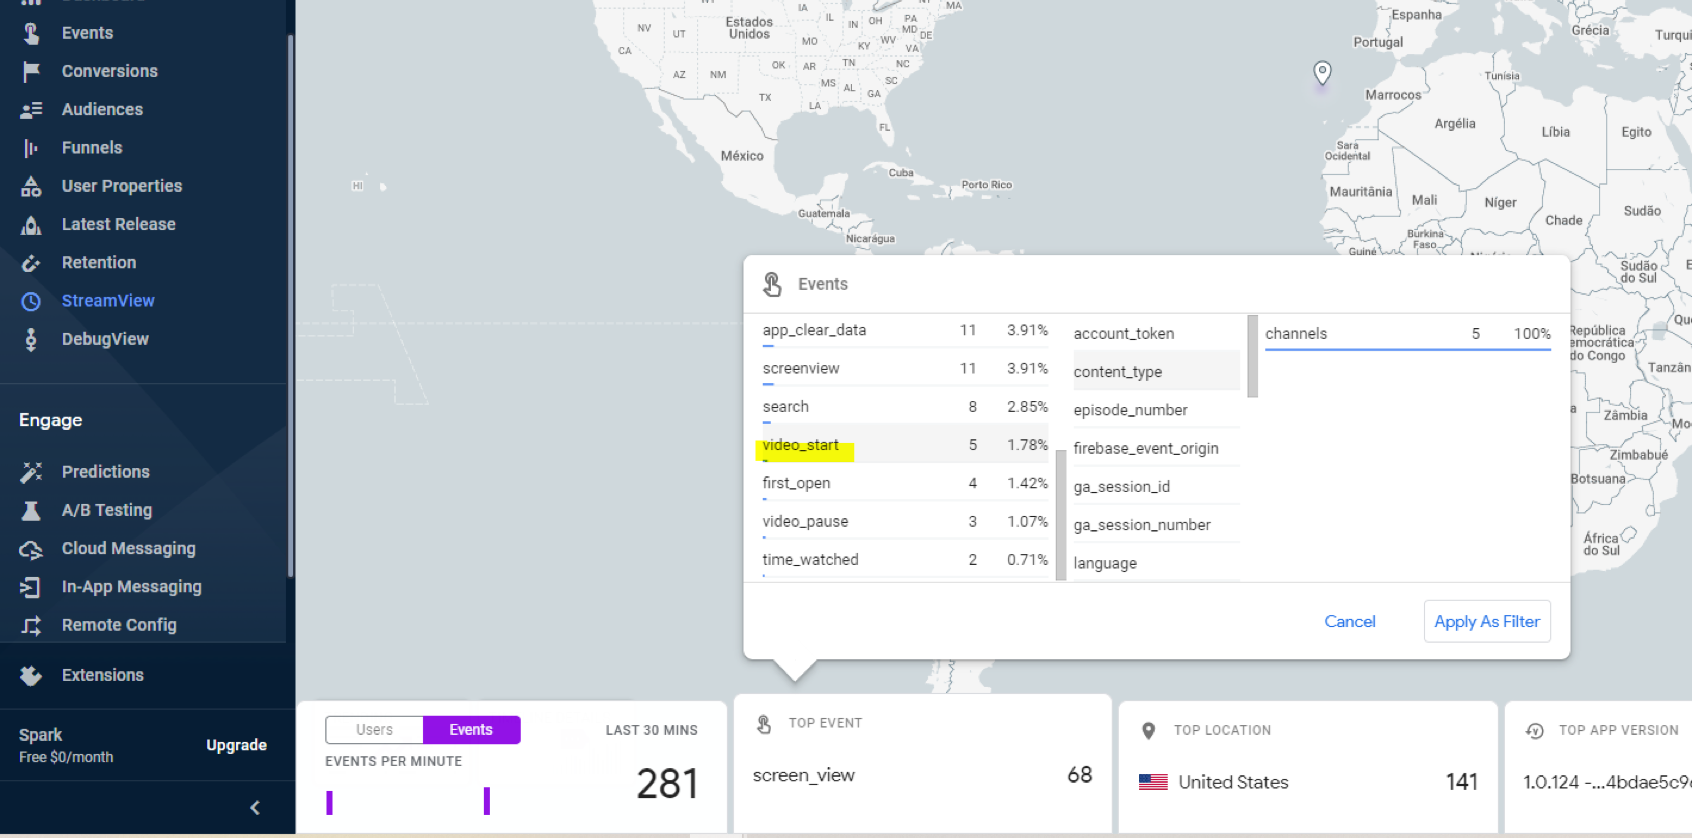 Events
Conversions
Audiences
Funnels
User Properties
Latest Release
Retention
StreamView
DebugView
Engage
Predictions
A/B Testing
Cloud Messaging
In-App Messaging
Remote Config
Extensions
Spark
Free $0/month
Upgrade
MA
IA
PA
OH
NV
Estados
Unidos
IL
IN
MD
DE
UT
CA
MO
KY
WV
VA
AZ
NM
OK
AR
TN
NC
SC
TX
MS
AL
GA
LA
FL
México
HI
Cuba
Porto Rico
Guatemala
Nicarágua
Espanha
Portugal
Grécia
Turqui
Tunísia
Marrocos
Argélia
Líbia
Egito
Sara
Ocidental
Mauritânia
Mali
Níger
Chade
Sudão
Burkina
Faso
Guiné
Sudão
do Sul
República
emocrática
do Congo
Tanzân
Zâmbia
Mo
Zimbabué
Botsuana
África
do Sul
Events
app_clear_data 11 3.91%
screenview 11 3.91%
search 8 2.85%
video_start 5 1.78%
first_open 4 1.42%
video_pause 3 1.07%
time_watched 2 0.71%
account_token
content_type
episode_number
firebase_event_origin
ga_session_id
ga_session_number
language
channels 5 100%
Cancel
Apply As Filter
Users
Events
LAST 30 MINS
EVENTS PER MINUTE
281
TOP EVENT
screen_view 68
TOP LOCATION
United States 141
TOP APP VERSION
1.0.124 -...4bdae5c9